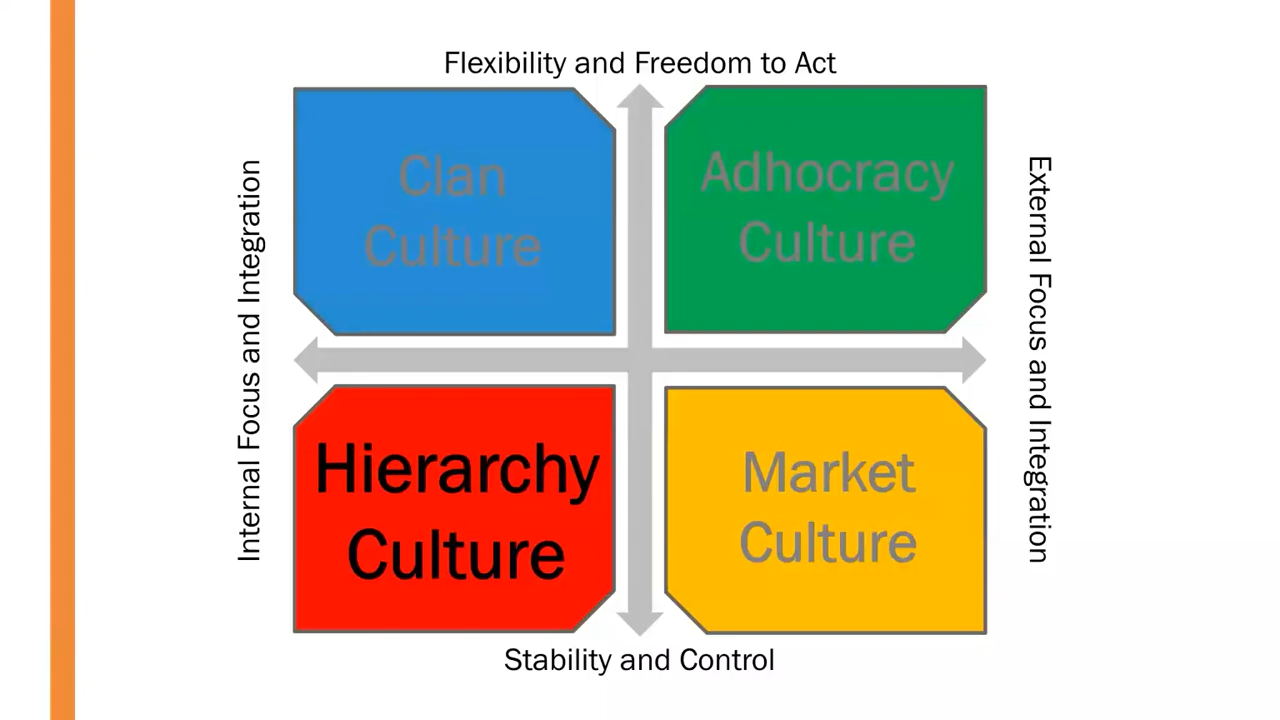 Flexibility and Freedom to Act
Internal Focus and Integration
Clan
Culture
Adhocracy
Culture
External Focus and Integration
Hierarchy
Culture
Market
Culture
Stability and Control